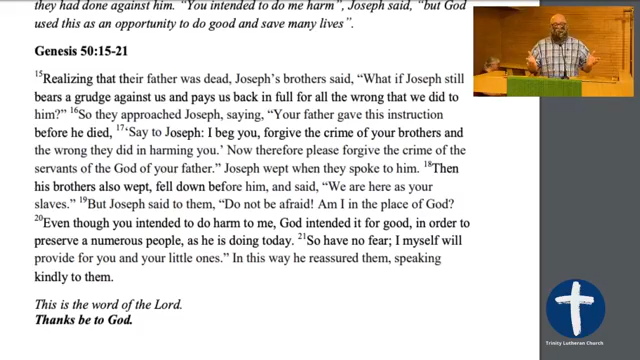 they had done against him. “You intended to do me harm”, Joseph said, “but God
used this as an opportunity to do good and save many lives”.
Genesis 50:15-21
15Realizing that their father was dead, Joseph’s brothers said, “What if Joseph still
bears a grudge against us and pays us back in full for all the wrong that we did to
him?” 16So they approached Joseph, saying, “Your father gave this instruction
before he died, 17‘Say to Joseph: I beg you, forgive the crime of your brothers and
the wrong they did in harming you.’ Now therefore please forgive the crime of the
servants of the God of your father.” Joseph wept when they spoke to him. 18Then
his brothers also wept, fell down before him, and said, “We are here as your
slaves.” 19But Joseph said to them, “Do not be afraid! Am I in the place of God?
20Even though you intended to do harm to me, God intended it for good, in order to
preserve a numerous people, as he is doing today. 21So have no fear; I myself will
provide for you and your little ones.” In this way he reassured them, speaking
kindly to them.
This is the word of the Lord.
Thanks be to God.
Trinity Lutheran Church